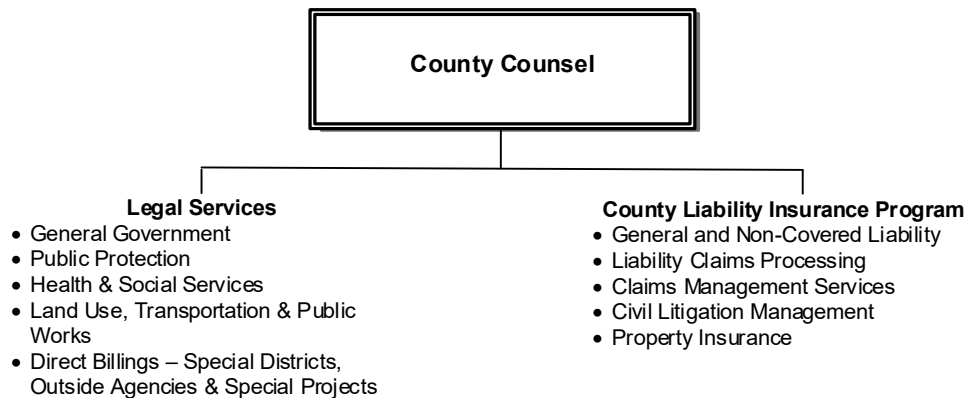 County Counsel
Legal Services
• General Government
• Public Protection
• Health & Social Services
• Land Use, Transportation & Public
Works
• Direct Billings – Special Districts,
Outside Agencies & Special Projects
County Liability Insurance Program
• General and Non-Covered Liability
• Liability Claims Processing
• Claims Management Services
• Civil Litigation Management
• Property Insurance